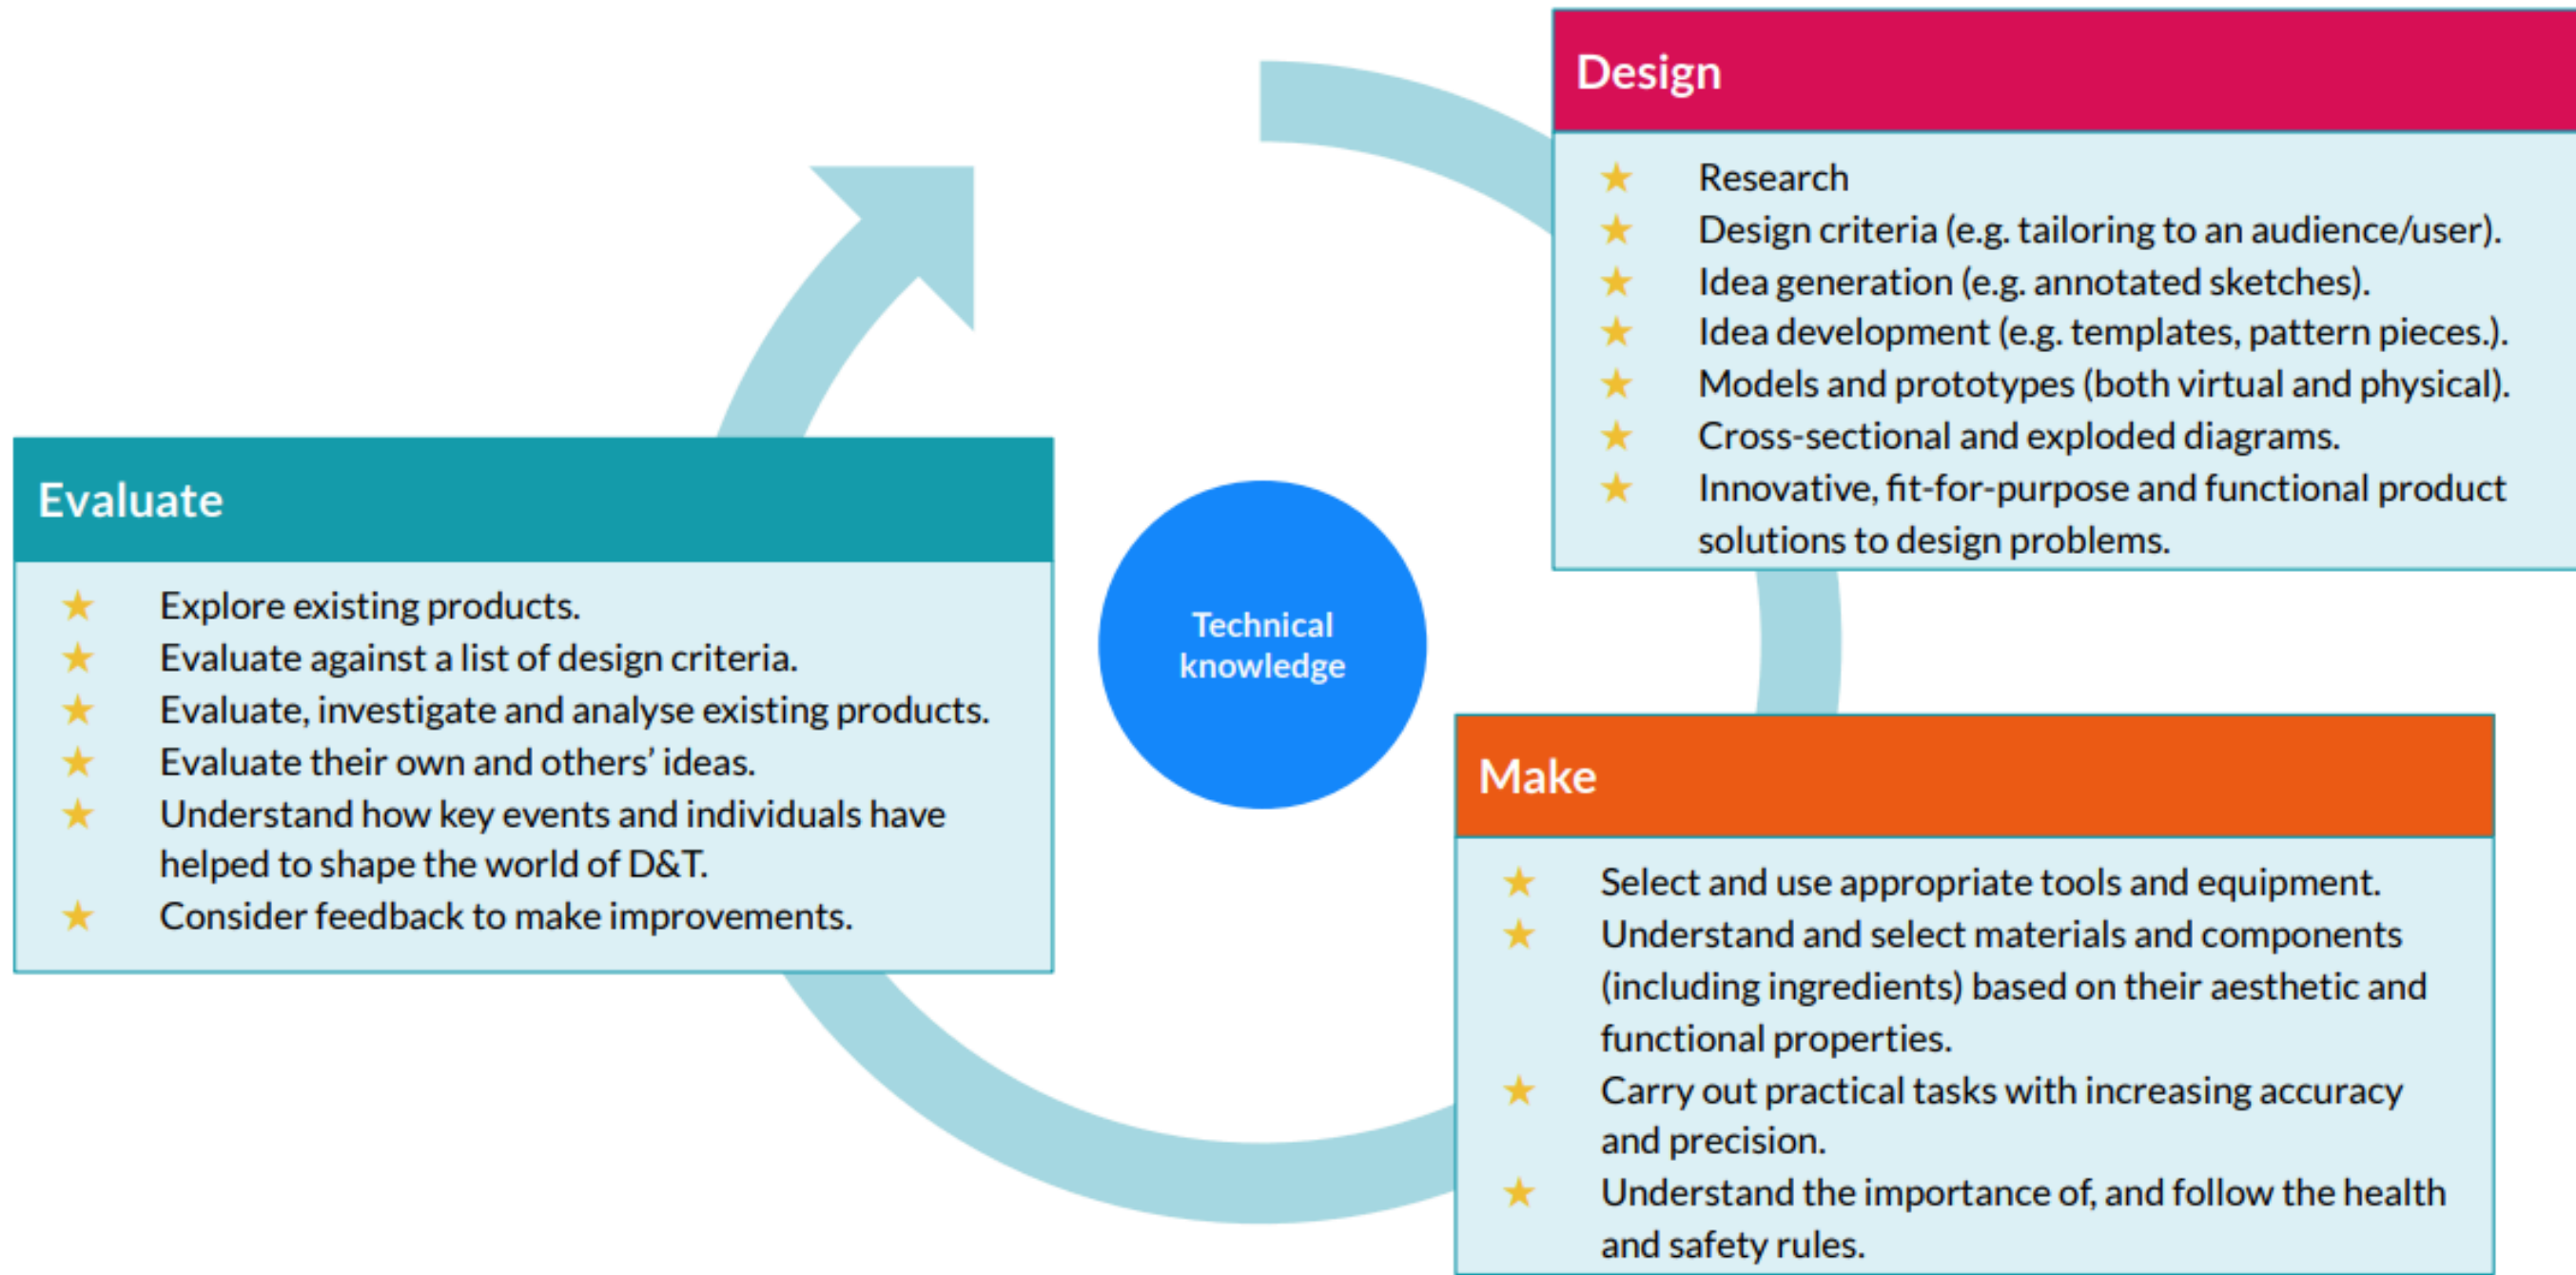 Design
★ Research
★ Design criteria (e.g. tailoring to an audience/user).
★ Idea generation (e.g. annotated sketches).
★ Idea development (e.g. templates, pattern pieces.).
★ Models and prototypes (both virtual and physical).
★ Cross-sectional and exploded diagrams.
★ Innovative, fit-for-purpose and functional product
solutions to design problems.
Make
★ Select and use appropriate tools and equipment.
★ Understand and select materials and components
(including ingredients) based on their aesthetic and
functional properties.
★ Carry out practical tasks with increasing accuracy
and precision.
★ Understand the importance of, and follow the health
and safety rules.
Evaluate
★ Explore existing products.
★ Evaluate against a list of design criteria.
★ Evaluate, investigate and analyse existing products.
★ Evaluate their own and others’ ideas.
★ Understand how key events and individuals have
helped to shape the world of D&T.
★ Consider feedback to make improvements.
Technical
knowledge